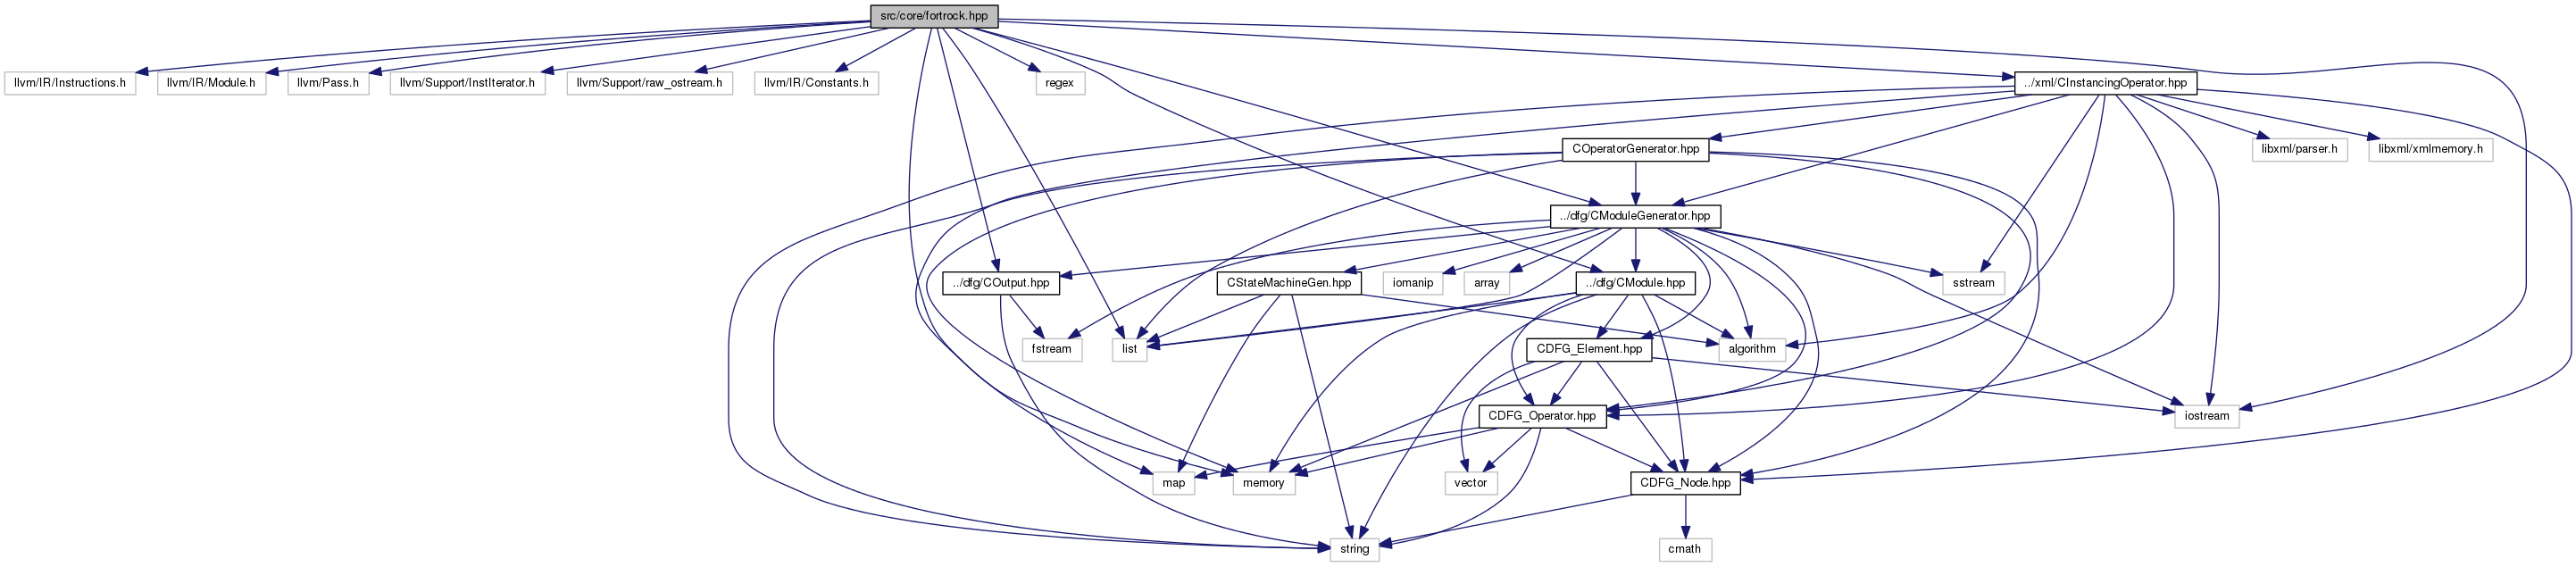 src/core/fortrock.hpp
llvm/IR/Instructions.h
llvm/IR/Module.h
llvm/Pass.h
llvm/Support/InstIterator.h
llvm/Support/raw_ostream.h
llvm/IR/Constants.h
regex
../xml/CInstancingOperator.hpp
COperatorGenerator.hpp
libxml/parser.h
libxml/xmlmemory.h
../dfg/CModuleGenerator.hpp
../dfg/COutput.hpp
CStateMachineGen.hpp
iomanip
array
../dfg/CModule.hpp
sstream
fstream
list
CDFG_Element.hpp
algorithm
CDFG_Operator.hpp
iostream
map
memory
vector
CDFG_Node.hpp
string
cmath